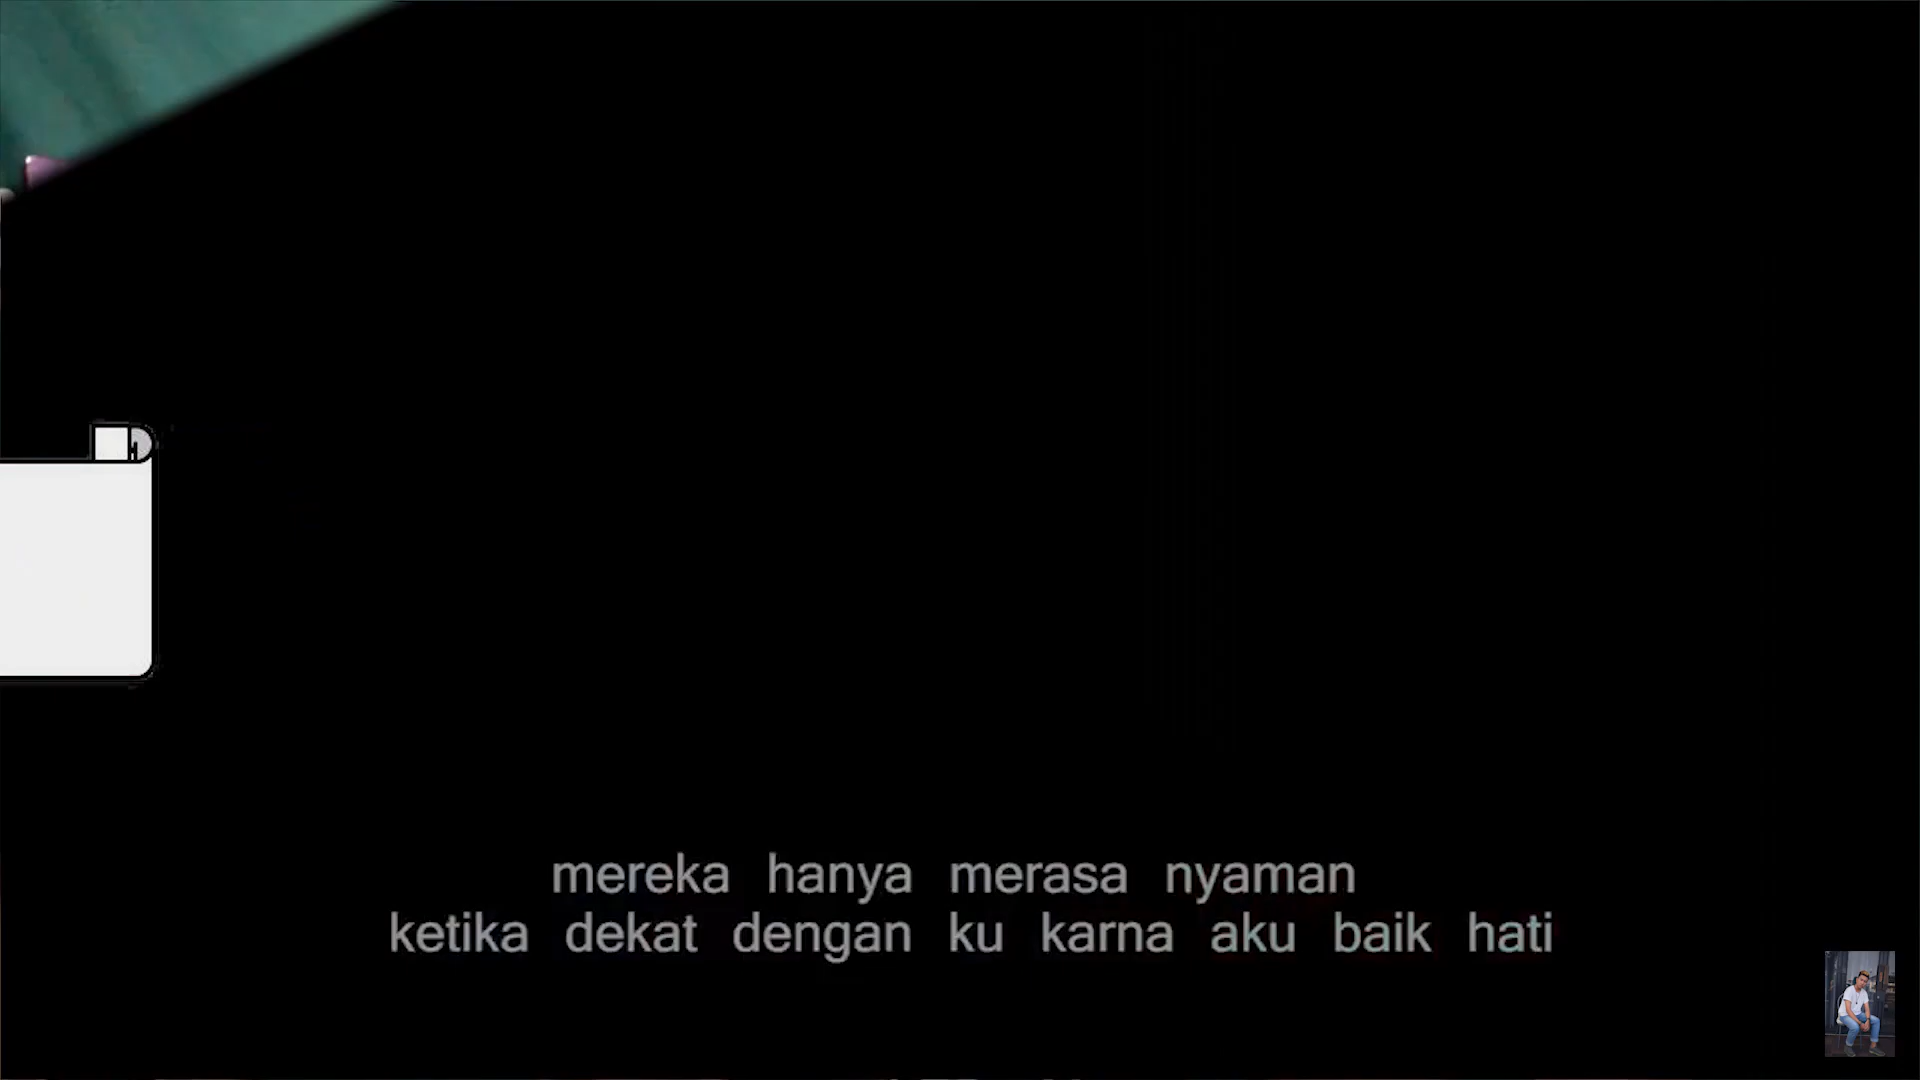 mereka hanya merasa nyaman
ketika dekat dengan ku karna aku baik hati